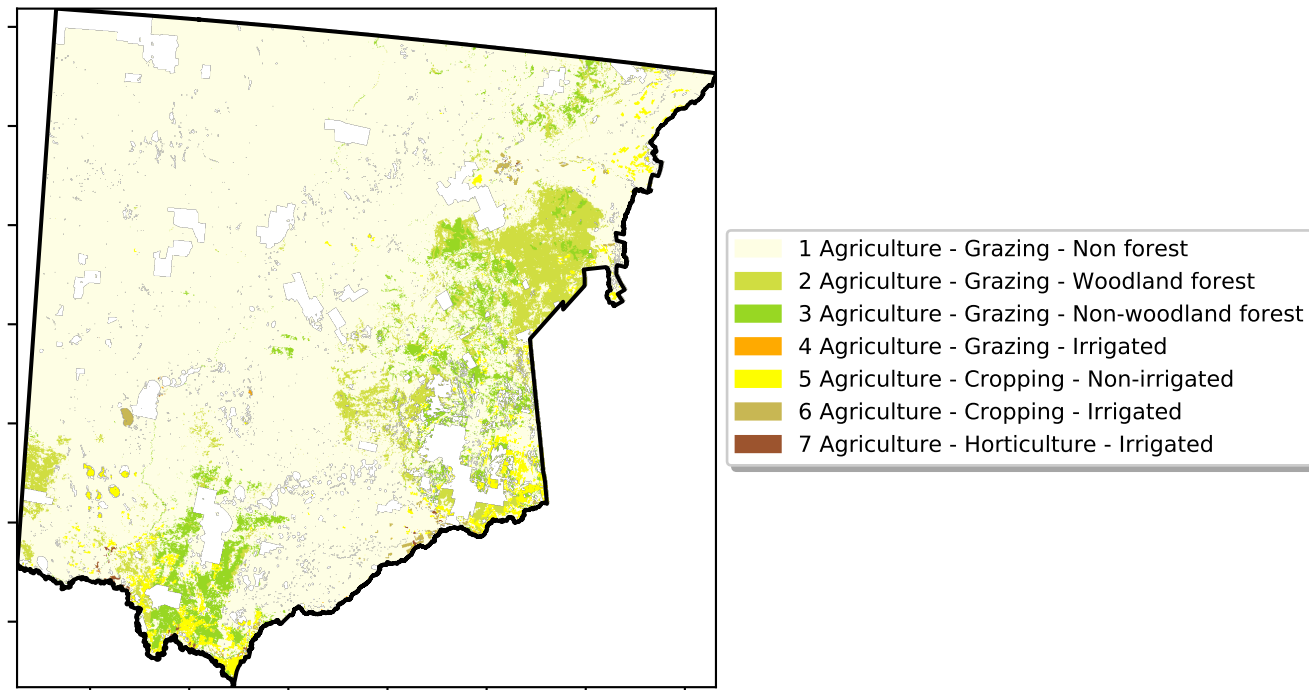 1 Agriculture - Grazing - Non forest
2 Agriculture - Grazing - Woodland forest
3 Agriculture - Grazing - Non-woodland forest
4 Agriculture - Grazing - Irrigated
5 Agriculture - Cropping - Non-irrigated
6 Agriculture - Cropping - Irrigated
7 Agriculture - Horticulture - Irrigated